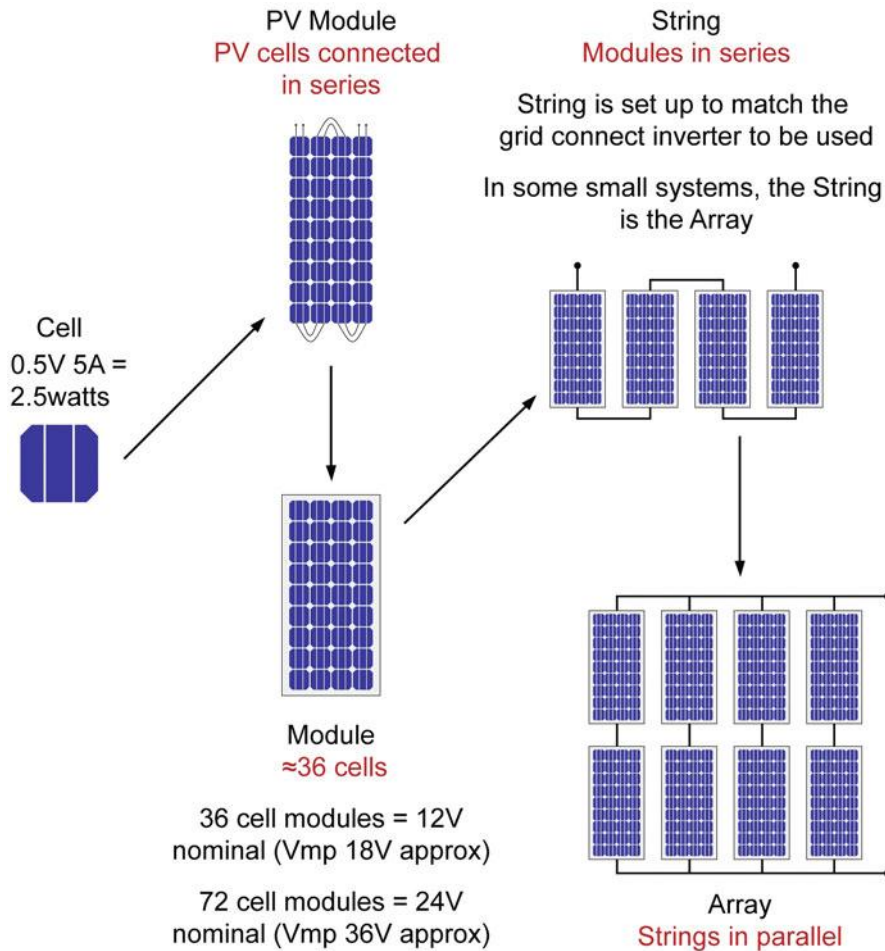 PV Module
PV cells connected
in series
String
Modules in series
String is set up to match the
grid connect inverter to be used
In some small systems, the String
is the Array
Cell
0.5V 5A =
2.5watts
Module
≈36 cells
36 cell modules = 12V
nominal (Vmp 18V approx)
72 cell modules = 24V
nominal (Vmp 36V approx)
Array
Strings in parallel